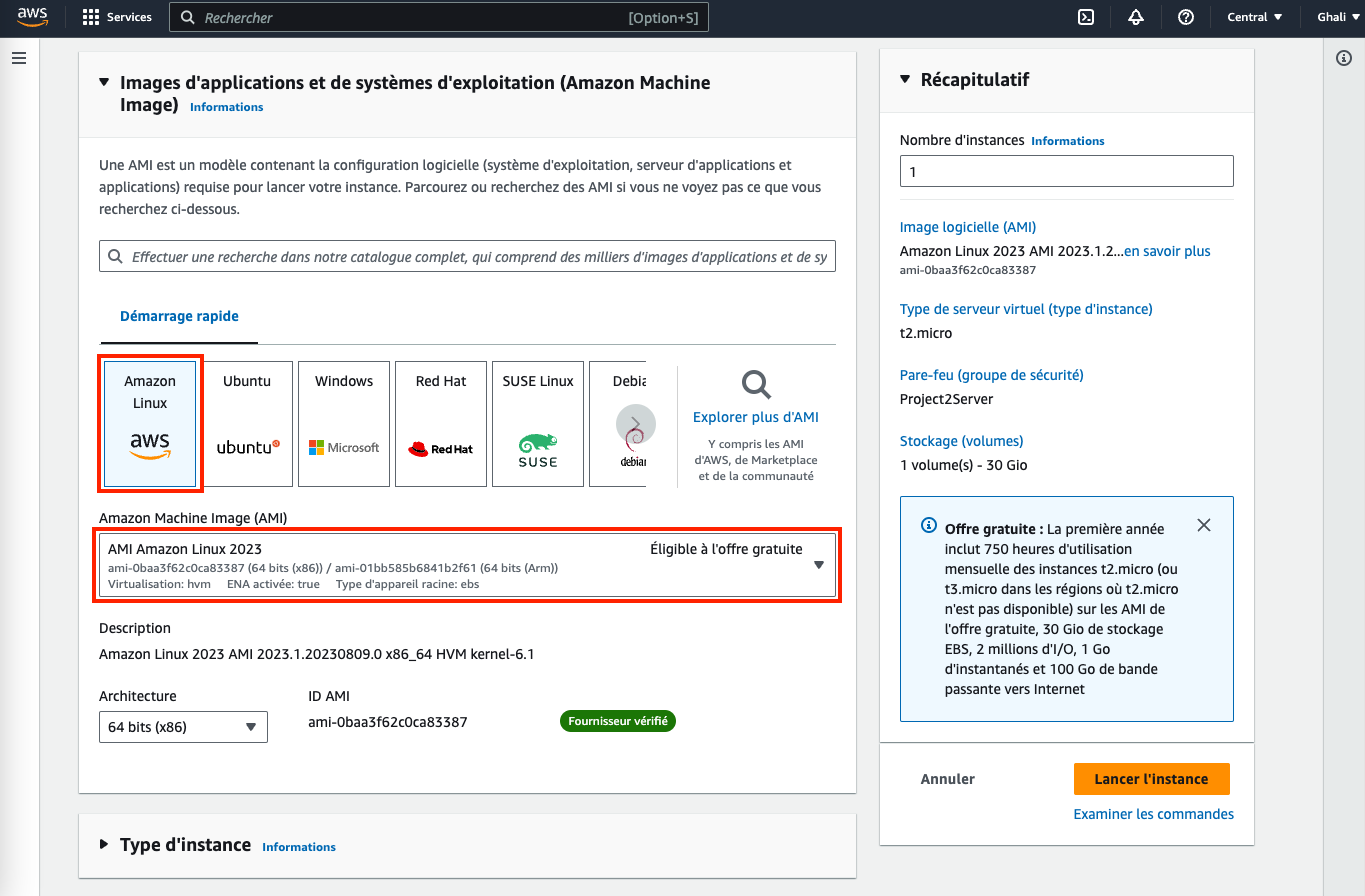 aws
Services
Rechercher
[Option+S]
Central
Ghali
Images d'applications et de systèmes d'exploitation (Amazon Machine
Image) Informations
Une AMI est un modèle contenant la configuration logicielle (système d'exploitation, serveur d'applications et
applications) requise pour lancer votre instance. Parcourez ou recherchez des AMI si vous ne voyez pas ce que vous
recherchez ci-dessous.
Effectuer une recherche dans notre catalogue complet, qui comprend des milliers d'images d'applications et de sy
Démarrage rapide
Amazon
Linux
aws
Ubuntu
ubuntu
Windows
Microsoft
Red Hat
Red Hat
SUSE Linux
SUSE
Debia
debian
Explorer plus d'AMI
Y compris les AMI
d'AWS, de Marketplace
et de la communauté
Amazon Machine Image (AMI)
AMI Amazon Linux 2023
Éligible à l'offre gratuite
ami-0baa3f62c0ca83387 (64 bits (x86)) / ami-01bb585b6841b2f61 (64 bits (Arm))
Virtualisation: hvm ENA activée: true Type d'appareil racine: ebs
Description
Amazon Linux 2023 AMI 2023.1.20230809.0 x86_64 HVM kernel-6.1
Architecture
64 bits (x86)
ID AMI
ami-0baa3f62c0ca83387
Fournisseur vérifié
Type d'instance Informations
Récapitulatif
Nombre d'instances Informations
1
Image logicielle (AMI)
Amazon Linux 2023 AMI 2023.1.2...en savoir plus
ami-0baa3f62c0ca83387
Type de serveur virtuel (type d'instance)
t2.micro
Pare-feu (groupe de sécurité)
Project2Server
Stockage (volumes)
1 volume(s) - 30 Gio
Offre gratuite : La première année
inclut 750 heures d'utilisation
mensuelle des instances t2.micro (ou
t3.micro dans les régions où t2.micro
n'est pas disponible) sur les AMI de
l'offre gratuite, 30 Gio de stockage
EBS, 2 millions d'I/O, 1 Go
d'instantanés et 100 Go de bande
passante vers Internet
Annuler
Lancer l'instance
Examiner les commandes